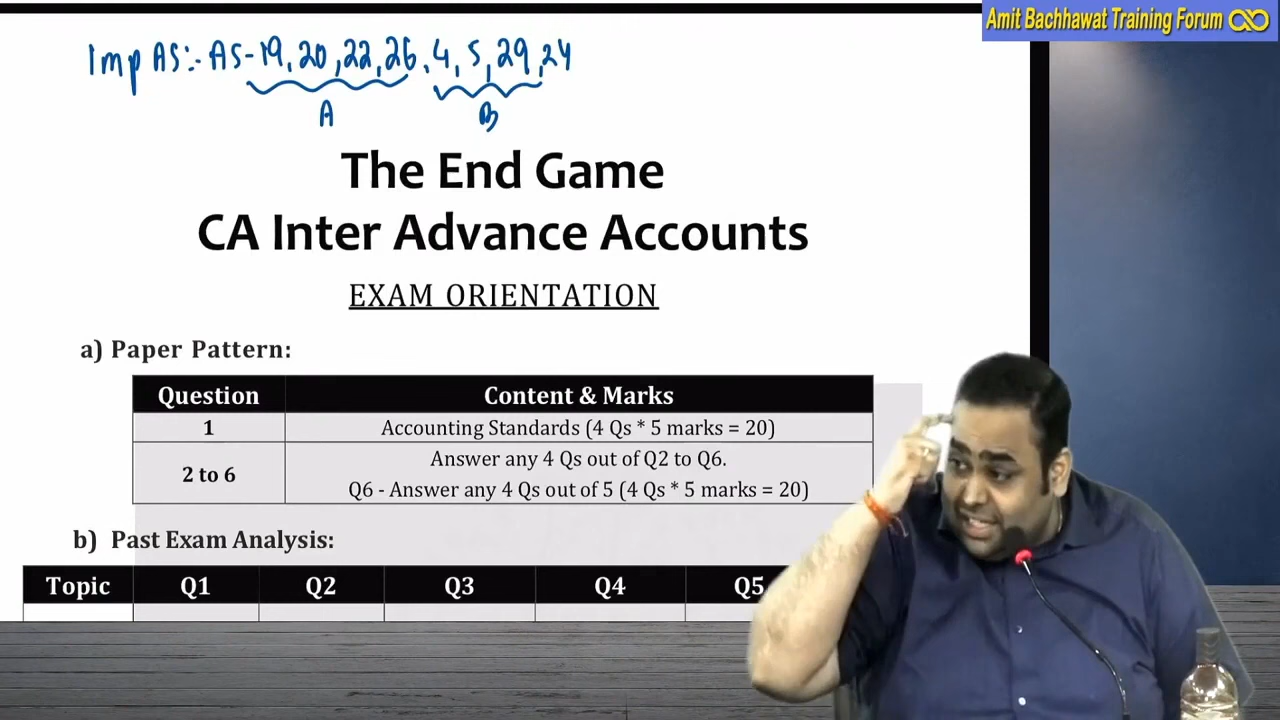 Amit Bachhawat Training Forum
Imp AS:- AS-19, 20, 22, 26, 4, 5, 29, 24
A B
The End Game
CA Inter Advance Accounts
EXAM ORIENTATION
a) Paper Pattern:
Question Content & Marks
1 Accounting Standards (4 Qs * 5 marks = 20)
2 to 6 Answer any 4 Qs out of Q2 to Q6.
Q6 - Answer any 4 Qs out of 5 (4 Qs * 5 marks = 20)
b) Past Exam Analysis:
Topic Q1 Q2 Q3 Q4 Q5